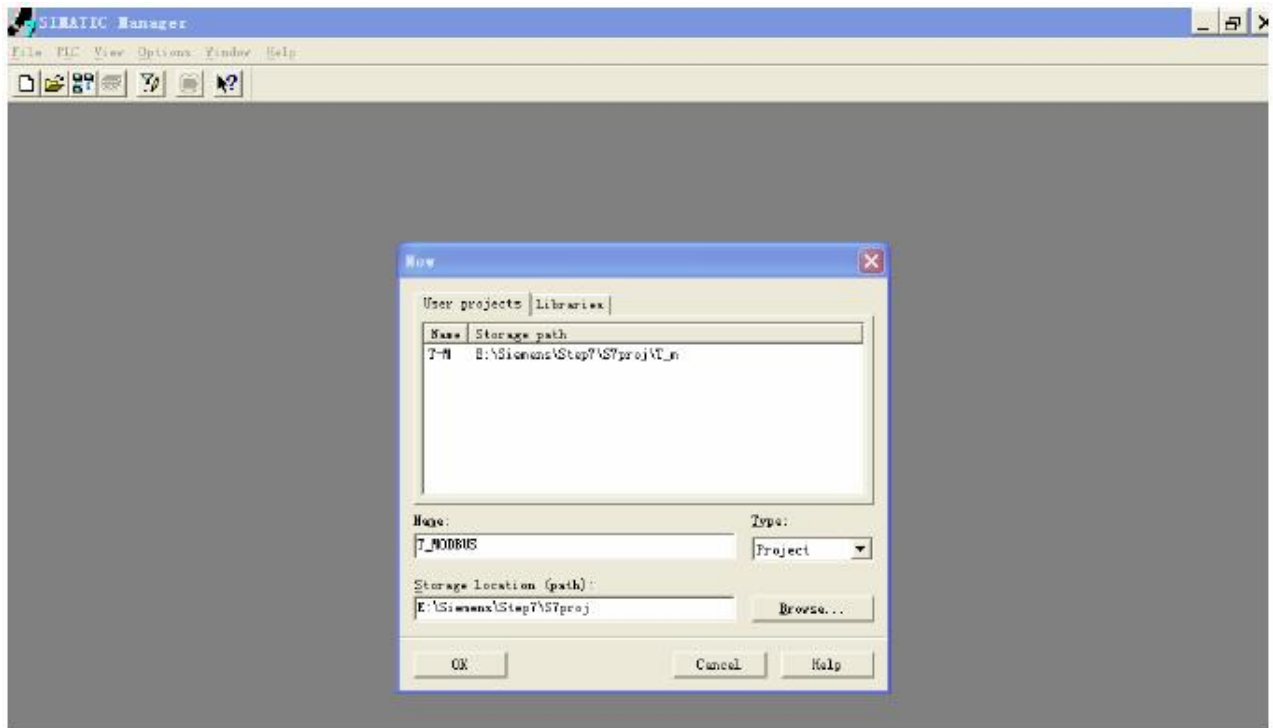 SIMATIC Manager
File PLC View Options Window Help
New
User projects Libraries
Name Storage path
T-M E:\Siemens\Step7\S7proj\T_m
Name:
Type:
T_MODBUS
Project
Storage location (path):
E:\Siemens\Step7\S7proj
Browse...
OK Cancel Help